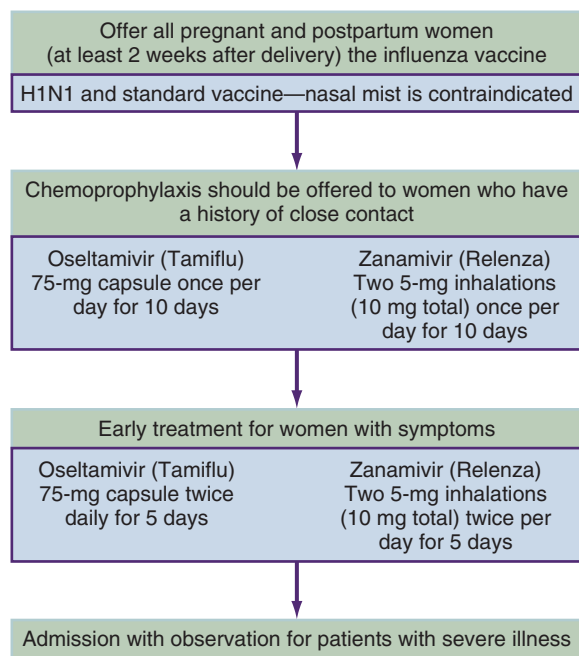 Offer all pregnant and postpartum women
(at least 2 weeks after delivery) the influenza vaccine
H1N1 and standard vaccine—nasal mist is contraindicated
Chemoprophylaxis should be offered to women who have
a history of close contact
Oseltamivir (Tamiflu)
75-mg capsule once per
day for 10 days
Zanamivir (Relenza)
Two 5-mg inhalations
(10 mg total) once per
day for 10 days
Early treatment for women with symptoms
Oseltamivir (Tamiflu)
75-mg capsule twice
daily for 5 days
Zanamivir (Relenza)
Two 5-mg inhalations
(10 mg total) twice per
day for 5 days
Admission with observation for patients with severe illness